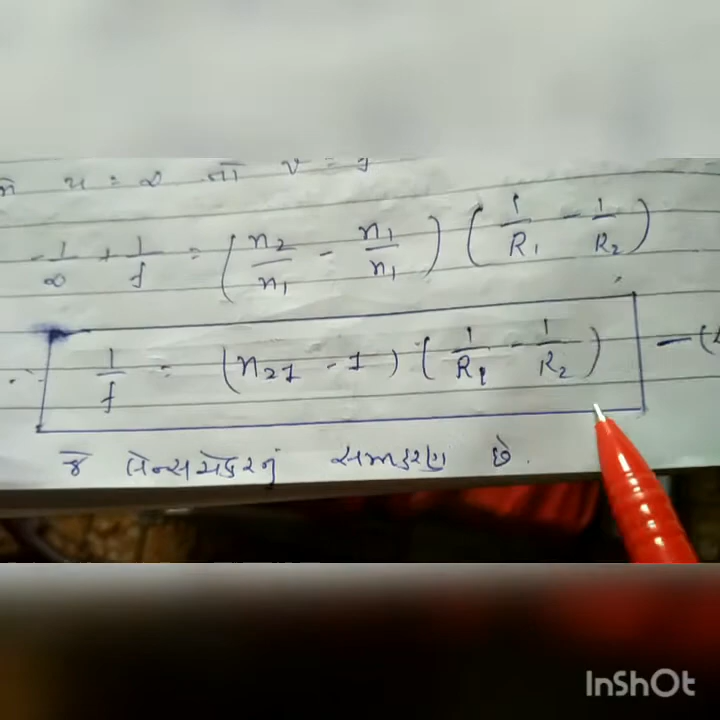 u = ∞ તો v = f
-1/∞ + 1/f = (n2/n1 - n1/n1) (1/R1 - 1/R2)
∴ 1/f = (n21 - 1) (1/R1 - 1/R2) —(
જે લેન્સમેકરનું સમીકરણ છે.
InShOt